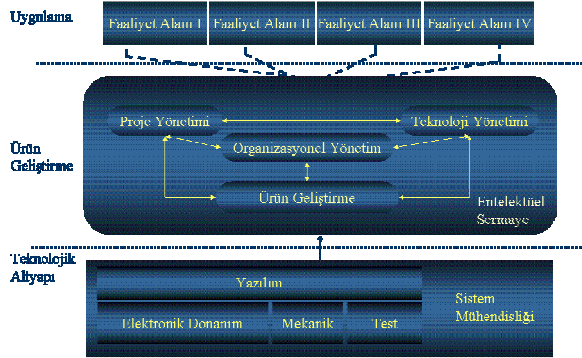 Uygulama
Faaliyet Alanı I
Faaliyet Alanı II
Faaliyet Alanı III
Faaliyet Alanı IV
Ürün
Geliştirme
Proje Yönetimi
Teknoloji Yönetimi
Organizasyonel Yönetim
Ürün Geliştirme
Entelektüel
Sermaye
Teknolojik
Altyapı
Yazılım
Elektronik Donanım
Mekanik
Test
Sistem
Mühendisliği